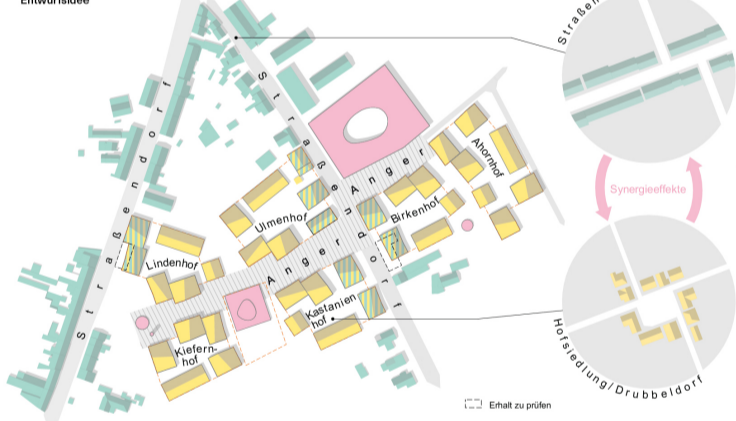 Entwurfsidee
Straßendorf
Straßendorf
Straßen
Synergieeffekte
Anger
Anger
Ahornhof
Birkenhof
Ulmenhof
Lindenhof
Kastanien
hof
Kiefern-
hof
Hofsiedlung/Drubbeldorf
Erhalt zu prüfen